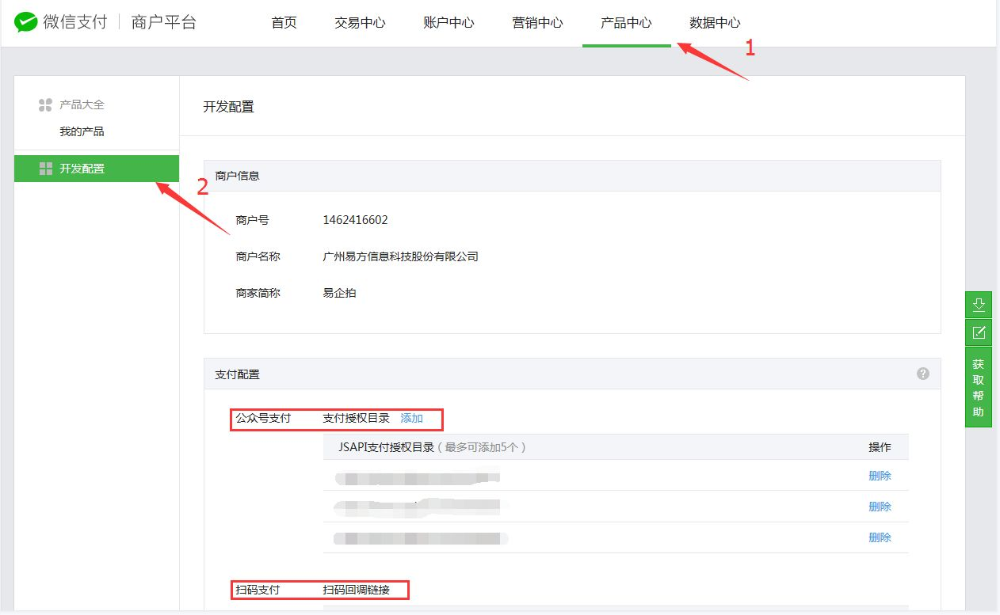 微信支付 商户平台 首页 交易中心 账户中心 营销中心 产品中心 数据中心
1
产品大全
我的产品
开发配置
2
开发配置
商户信息
商户号 1462416602
商户名称 广州易方信息科技股份有限公司
商家简称 易企拍
支付配置 ?
公众号支付 支付授权目录 添加
JSAPI支付授权目录（最多可添加5个） 操作
删除
删除
删除
扫码支付 扫码回调链接
获
取
帮
助